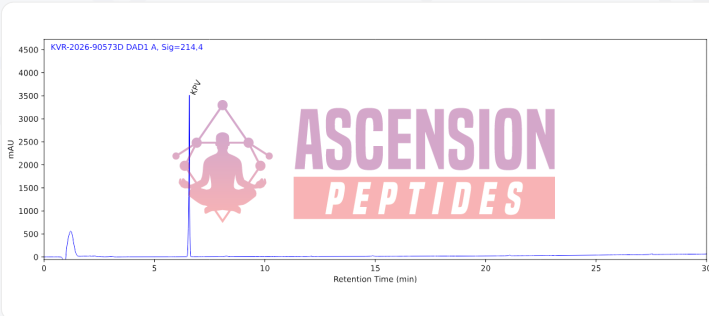 KVR-2026-90573D DAD1 A, Sig=214,4
4500
4000
3500
3000
2500
2000
1500
1000
500
0
mAU
KPV
ASCENSION
PEPTIDES
0 5 10 15 20 25 30
Retention Time (min)